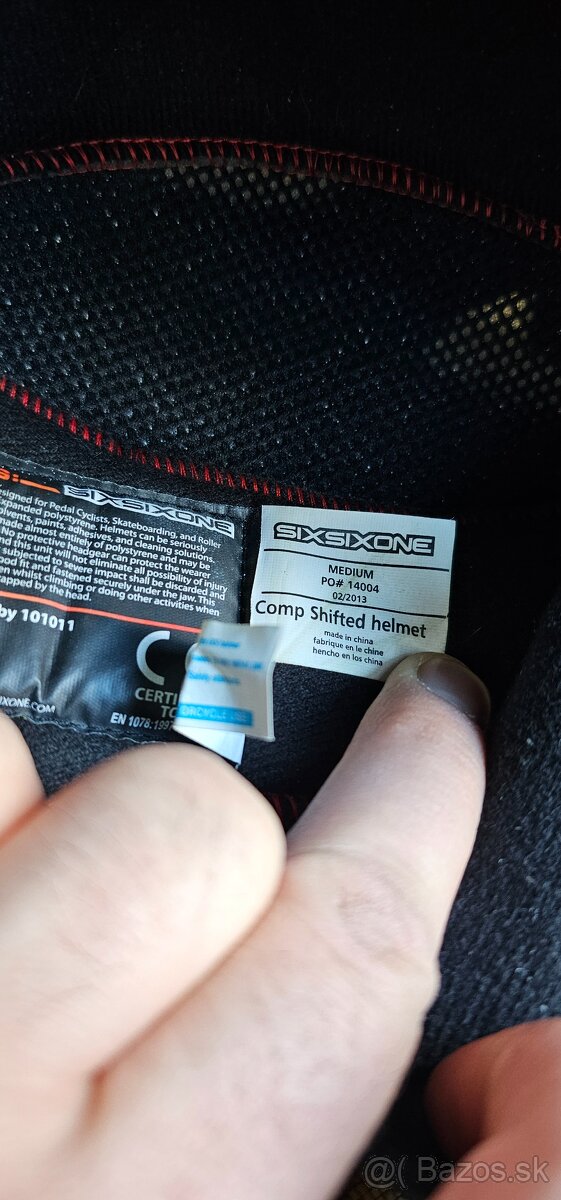 S:
SIXSIXONE
esigned for Pedal Cyclists, Skateboarding, and Roller
xpanded polystyrene. Helmets can be seriously
ports, paints, adhesives, and cleaning solutions.
made almost entirely of polystyrene and may be
No protective headgear can protect the wearer
this unit will not eliminate all possibility of injury
subjected to severe impact shall be discarded and
ood fit and fastened securely under the jaw. This
n whilst climbing or doing other activities when
rapped by the head.
by 101011
CERTI
TO
EN 1078:1997
SIXONE.COM
SIXSIXONE
MEDIUM
PO# 14004
02/2013
Comp Shifted helmet
made in china
fabrique en le chine
hencho en los china
@( Bazos.sk